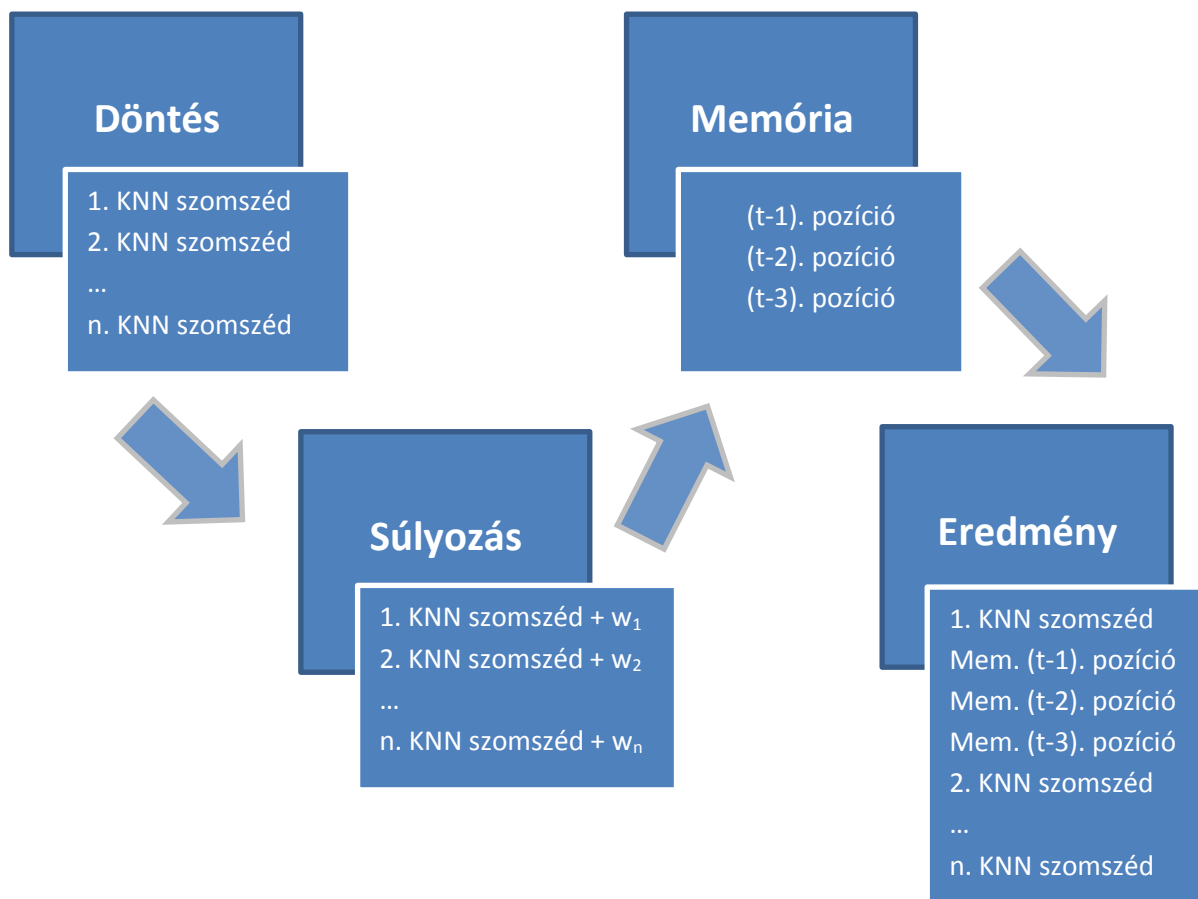 Döntés
1. KNN szomszéd
2. KNN szomszéd
...
n. KNN szomszéd
Súlyozás
1. KNN szomszéd + w₁
2. KNN szomszéd + w₂
...
n. KNN szomszéd + wₙ
Memória
(t-1). pozíció
(t-2). pozíció
(t-3). pozíció
Eredmény
1. KNN szomszéd
Mem. (t-1). pozíció
Mem. (t-2). pozíció
Mem. (t-3). pozíció
2. KNN szomszéd
...
n. KNN szomszéd